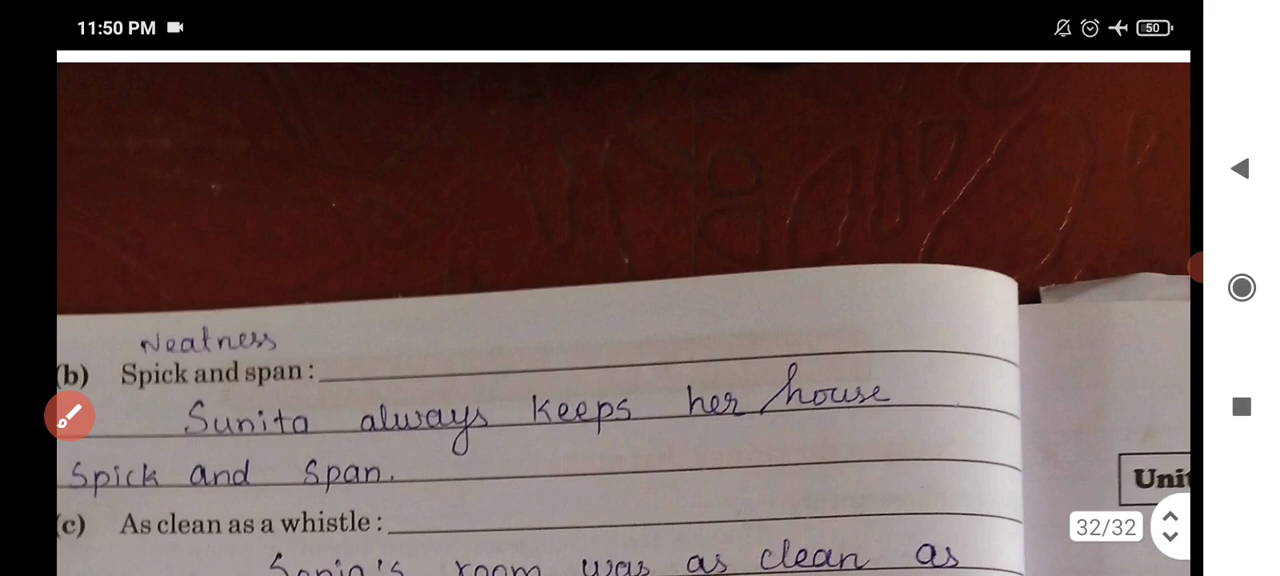 11:50 PM
50
Neatness
(b) Spick and span :
Sunita always keeps her house
Spick and span.
Unit
(c) As clean as a whistle :
32/32
Sonia's room was as clean as